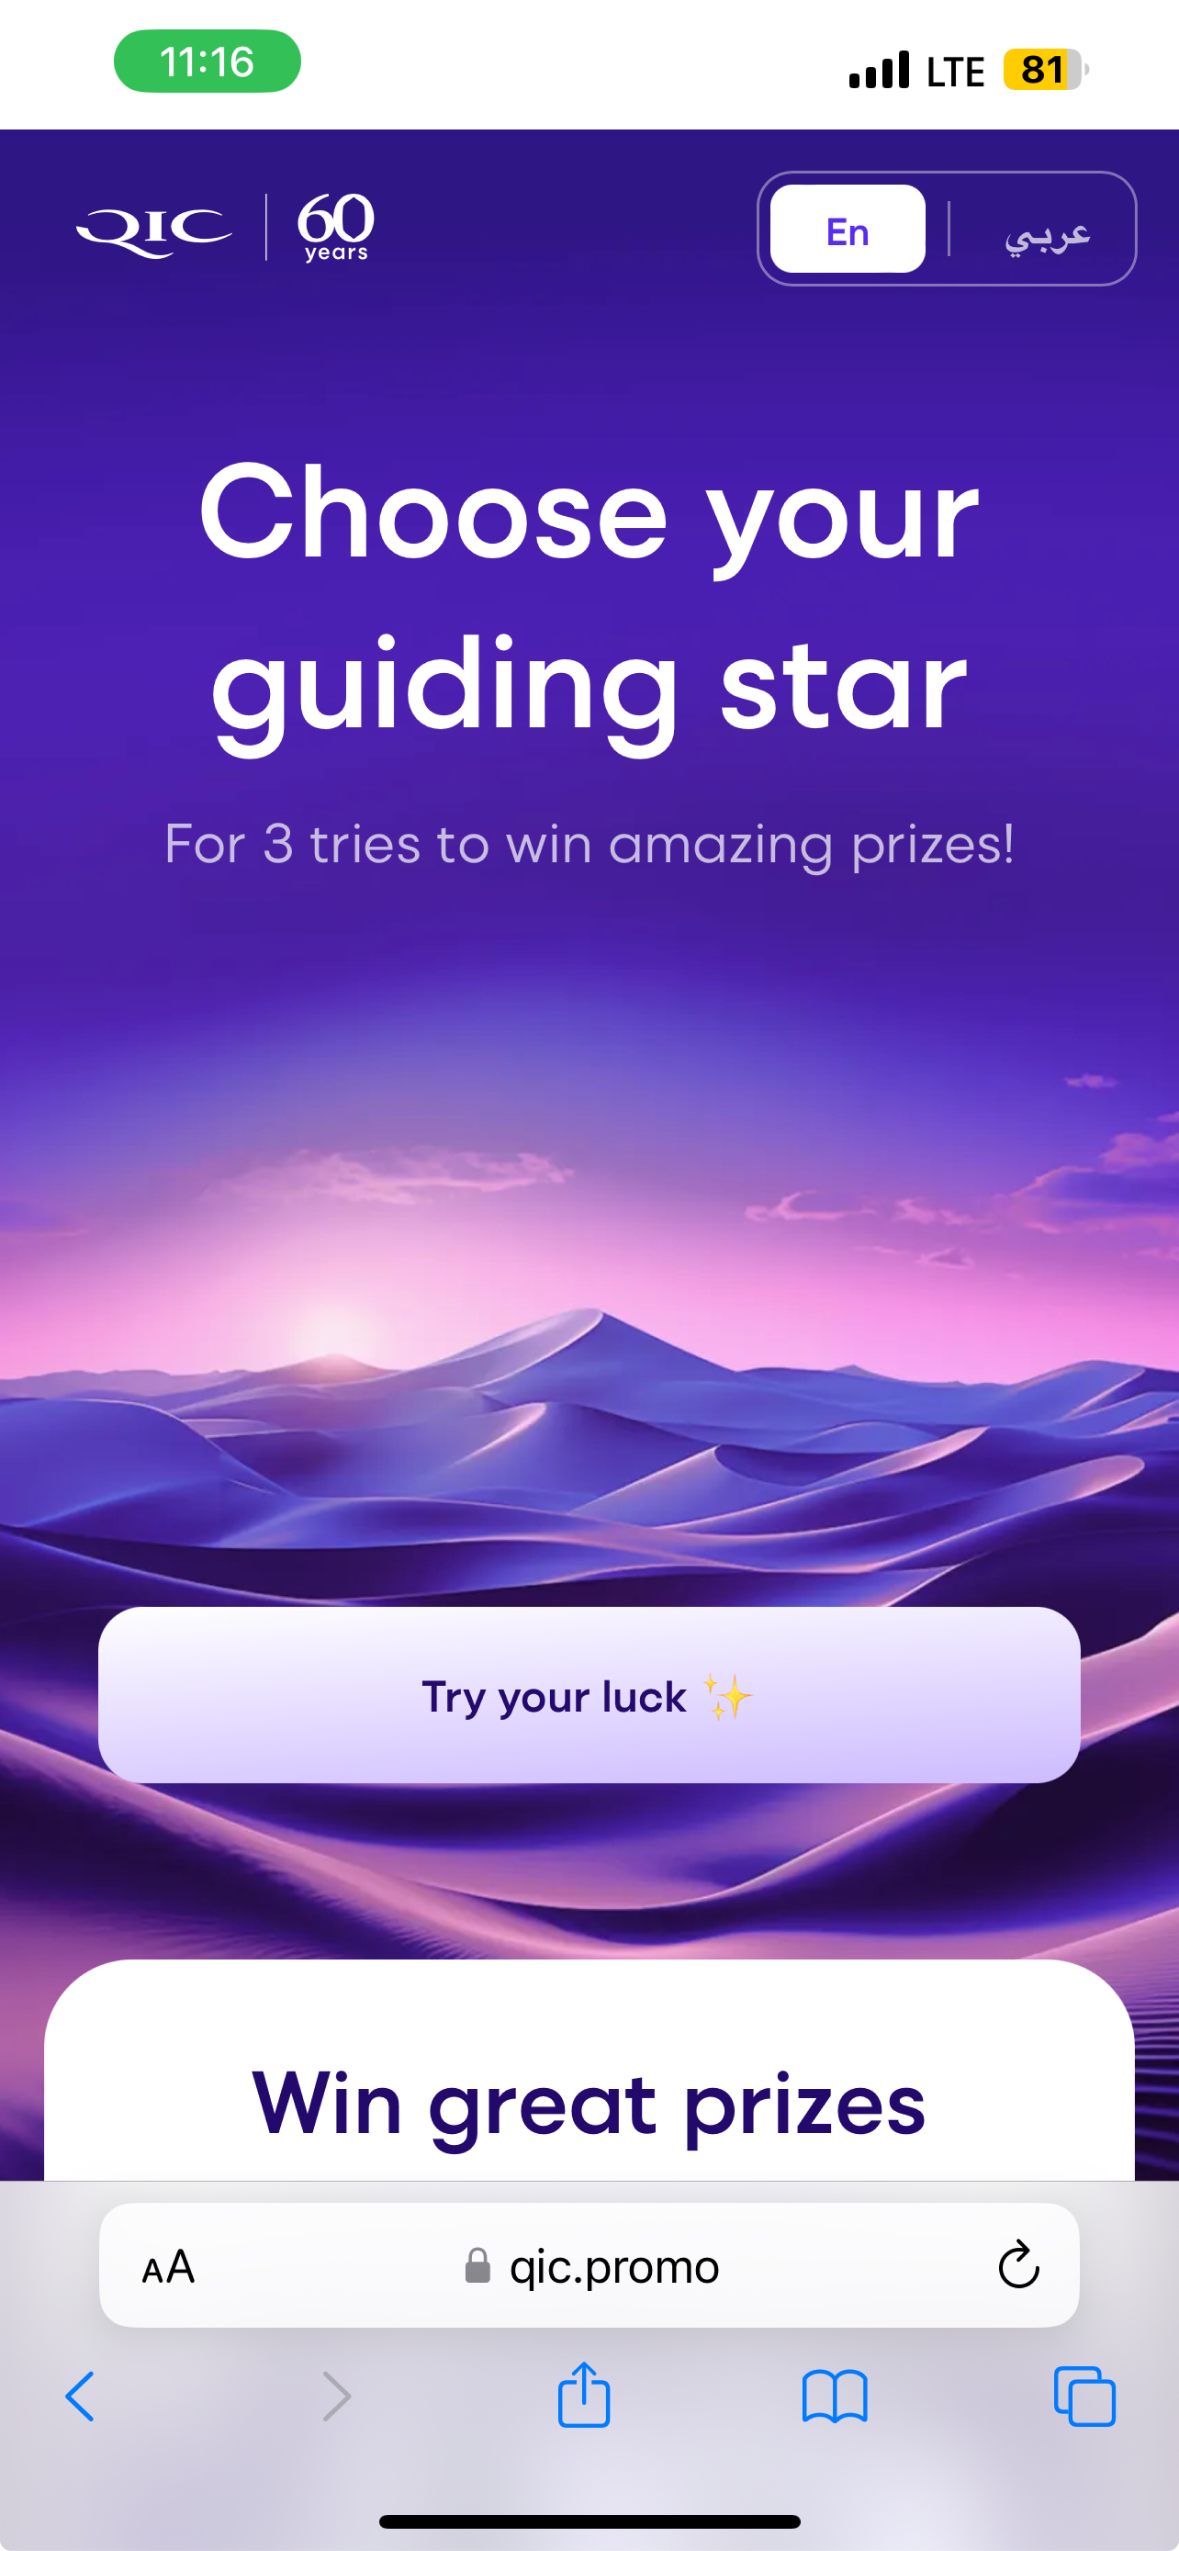 11:16
LTE
81
QIC
60
years
En
عربي
Choose your
guiding star
For 3 tries to win amazing prizes!
Try your luck ✨
Win great prizes
AA
qic.promo